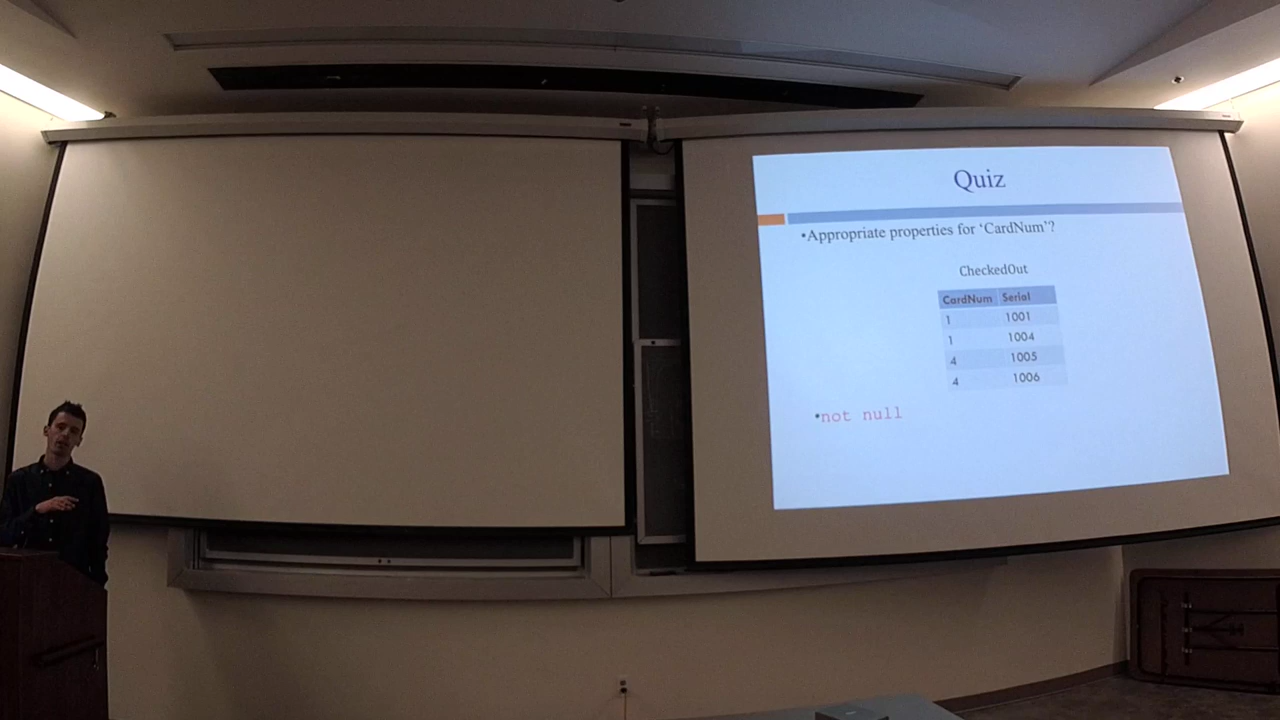 Quiz
•Appropriate properties for ‘CardNum’?
CheckedOut
CardNum Serial
1 1001
1 1004
4 1005
4 1006
•not null